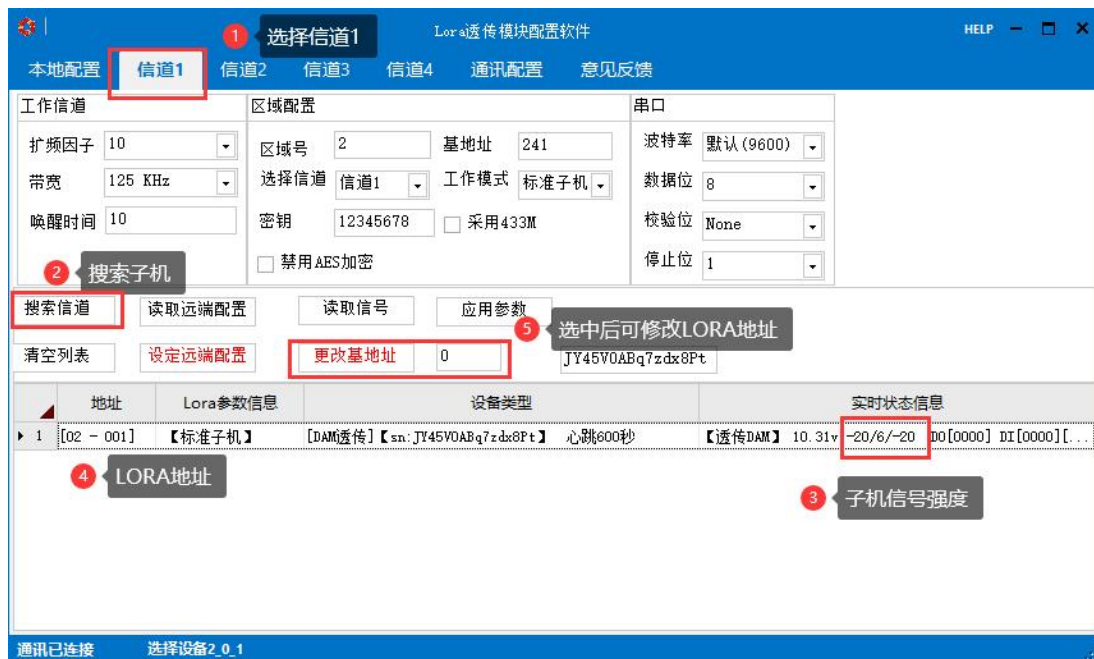 1 选择信道1
Lora透传模块配置软件
HELP
本地配置 信道1 信道2 信道3 信道4 通讯配置 意见反馈
工作信道
扩频因子 10
带宽 125 KHz
唤醒时间 10
区域配置
区域号 2 基地址 241
选择信道 信道1 工作模式 标准子机
密钥 12345678 采用433M
禁用AES加密
串口
波特率 默认(9600)
数据位 8
校验位 None
停止位 1
2 搜索子机
搜索信道 读取远端配置 读取信号 应用参数
5 选中后可修改LORA地址
清空列表 设定远端配置 更改基地址 0 JY45V0ABq7zdx8Pt
地址 Lora参数信息 设备类型 实时状态信息
1 [02 - 001] 【标准子机】 [DAM透传]【sn:JY45V0ABq7zdx8Pt】 心跳600秒 【透传DAM】 10.31v -20/6/-20 DO[0000] DI[0000][...
4 LORA地址
3 子机信号强度
通讯已连接 选择设备2_0_1